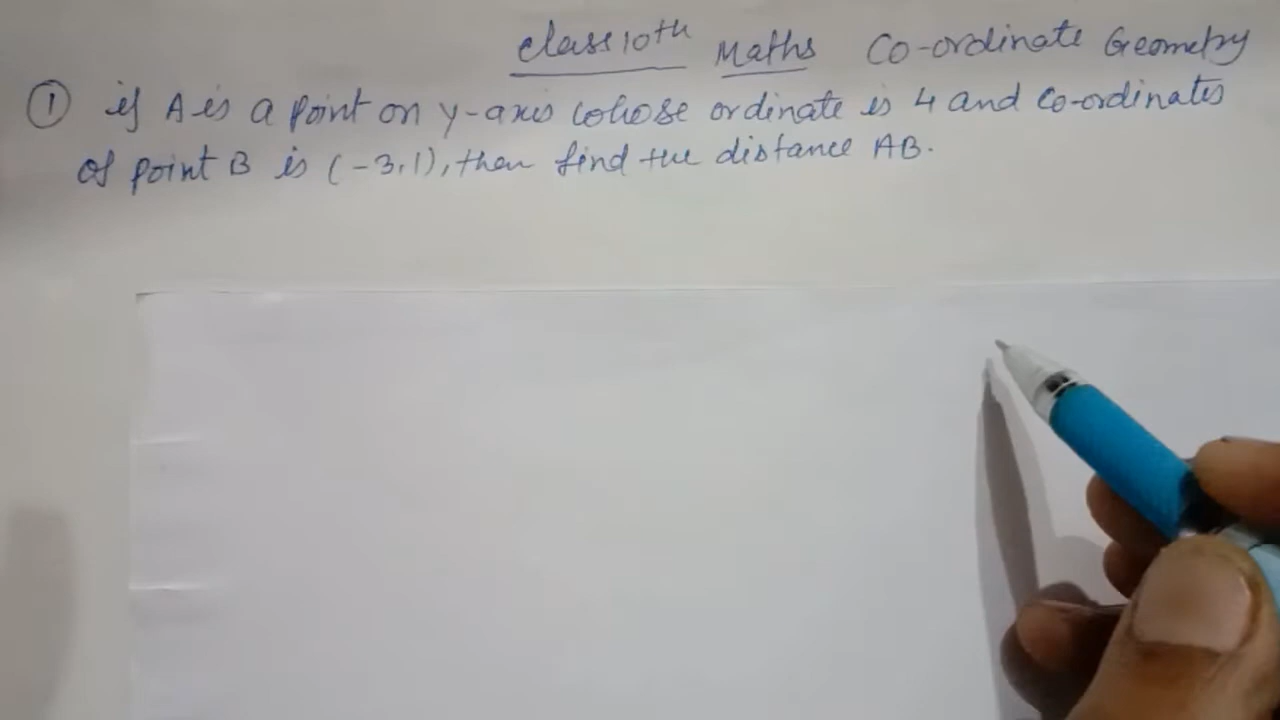 class 10th Maths Co-ordinate Geometry
① if A is a point on y-axis whose ordinate is 4 and co-ordinates
of point B is (-3,1), then find the distance AB.